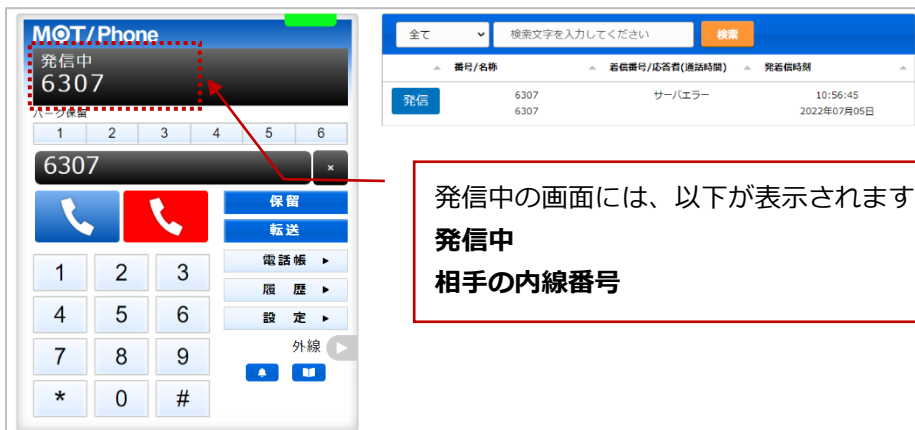 MOT/Phone
発信中
6307
パーク保留
1 2 3 4 5 6
6307 ×
保留
転送
電話帳 ▶
履 歴 ▶
設 定 ▶
外線
1 2 3
4 5 6
7 8 9
* 0 #
全て 検索文字を入力してください 検索
番号/名称 着信番号/応答者(通話時間) 発着信時刻
発信 6307 サーバエラー 10:56:45
6307 2022年07月05日
発信中の画面には、以下が表示されます
発信中
相手の内線番号